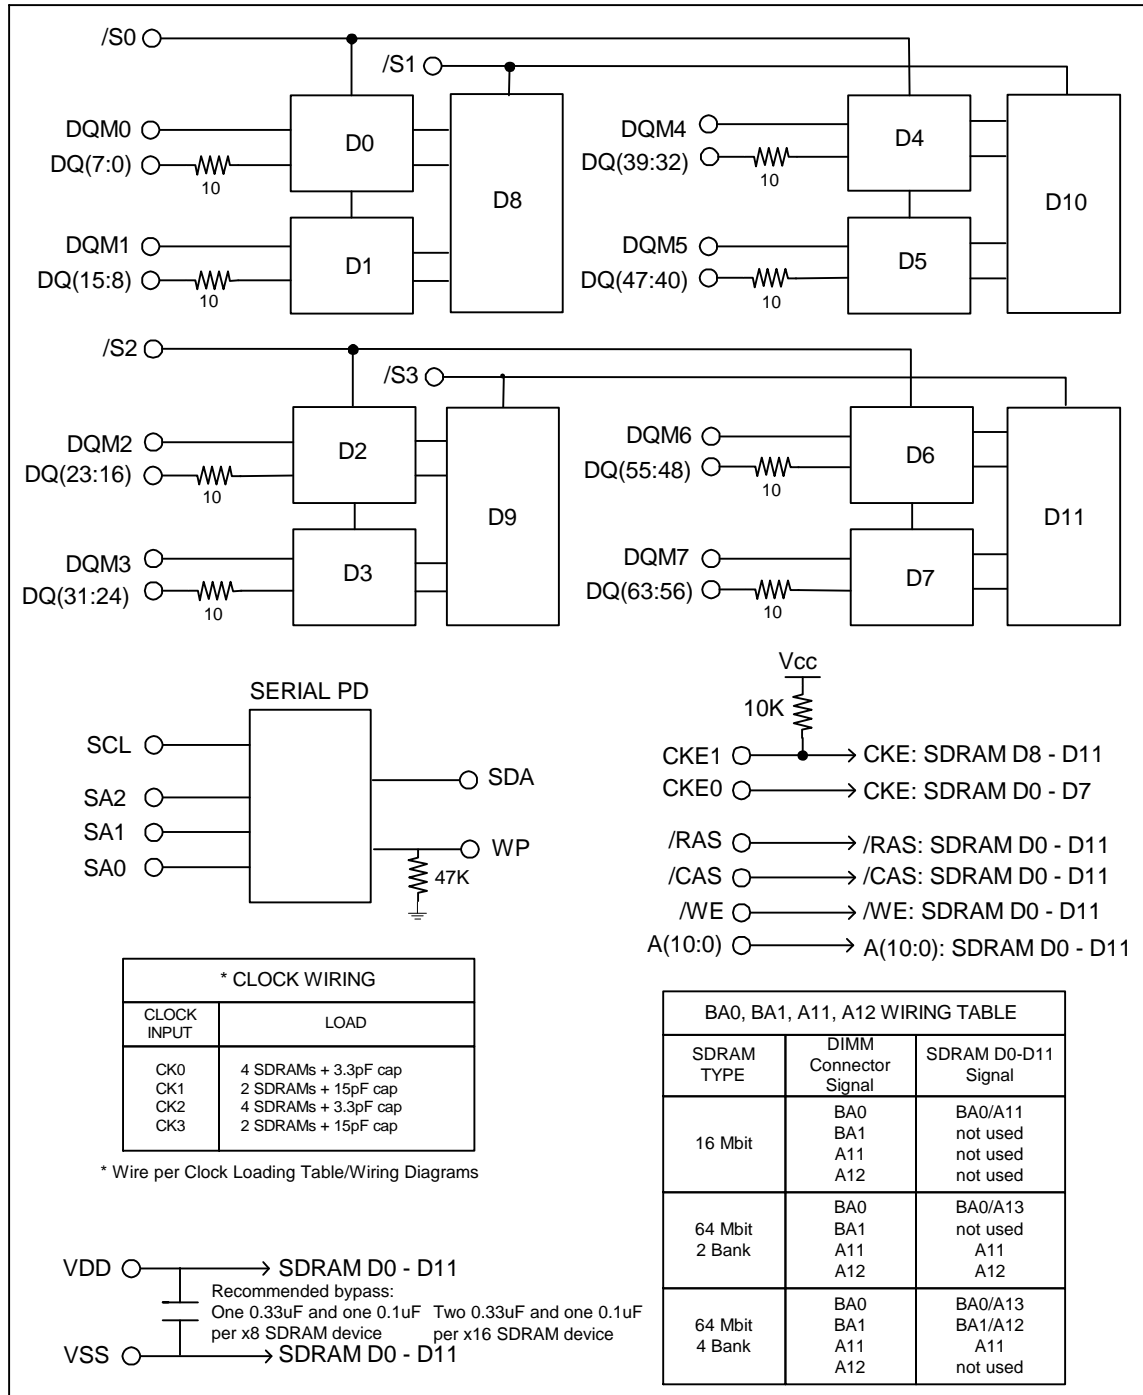 /S0
/S1
DQM0
DQ(7:0)
10
D0
D8
DQM1
DQ(15:8)
10
D1
DQM4
DQ(39:32)
10
D4
D10
DQM5
DQ(47:40)
10
D5
/S2
/S3
DQM2
DQ(23:16)
10
D2
D9
DQM3
DQ(31:24)
10
D3
DQM6
DQ(55:48)
10
D6
D11
DQM7
DQ(63:56)
10
D7
SERIAL PD
SCL
SA2
SA1
SA0
SDA
WP
47K
Vcc
10K
CKE1 CKE: SDRAM D8 - D11
CKE0 CKE: SDRAM D0 - D7
/RAS /RAS: SDRAM D0 - D11
/CAS /CAS: SDRAM D0 - D11
/WE /WE: SDRAM D0 - D11
A(10:0) A(10:0): SDRAM D0 - D11
* CLOCK WIRING
CLOCK INPUT LOAD
CK0 4 SDRAMs + 3.3pF cap
CK1 2 SDRAMs + 15pF cap
CK2 4 SDRAMs + 3.3pF cap
CK3 2 SDRAMs + 15pF cap
* Wire per Clock Loading Table/Wiring Diagrams
BA0, BA1, A11, A12 WIRING TABLE
SDRAM TYPE DIMM Connector Signal SDRAM D0-D11 Signal
16 Mbit
BA0 BA0/A11
BA1 not used
A11 not used
A12 not used
64 Mbit 2 Bank
BA0 BA0/A13
BA1 not used
A11 A11
A12 A12
64 Mbit 4 Bank
BA0 BA0/A13
BA1 BA1/A12
A11 A11
A12 not used
VDD SDRAM D0 - D11
Recommended bypass:
One 0.33uF and one 0.1uF
per x8 SDRAM device
Two 0.33uF and one 0.1uF
per x16 SDRAM device
VSS SDRAM D0 - D11